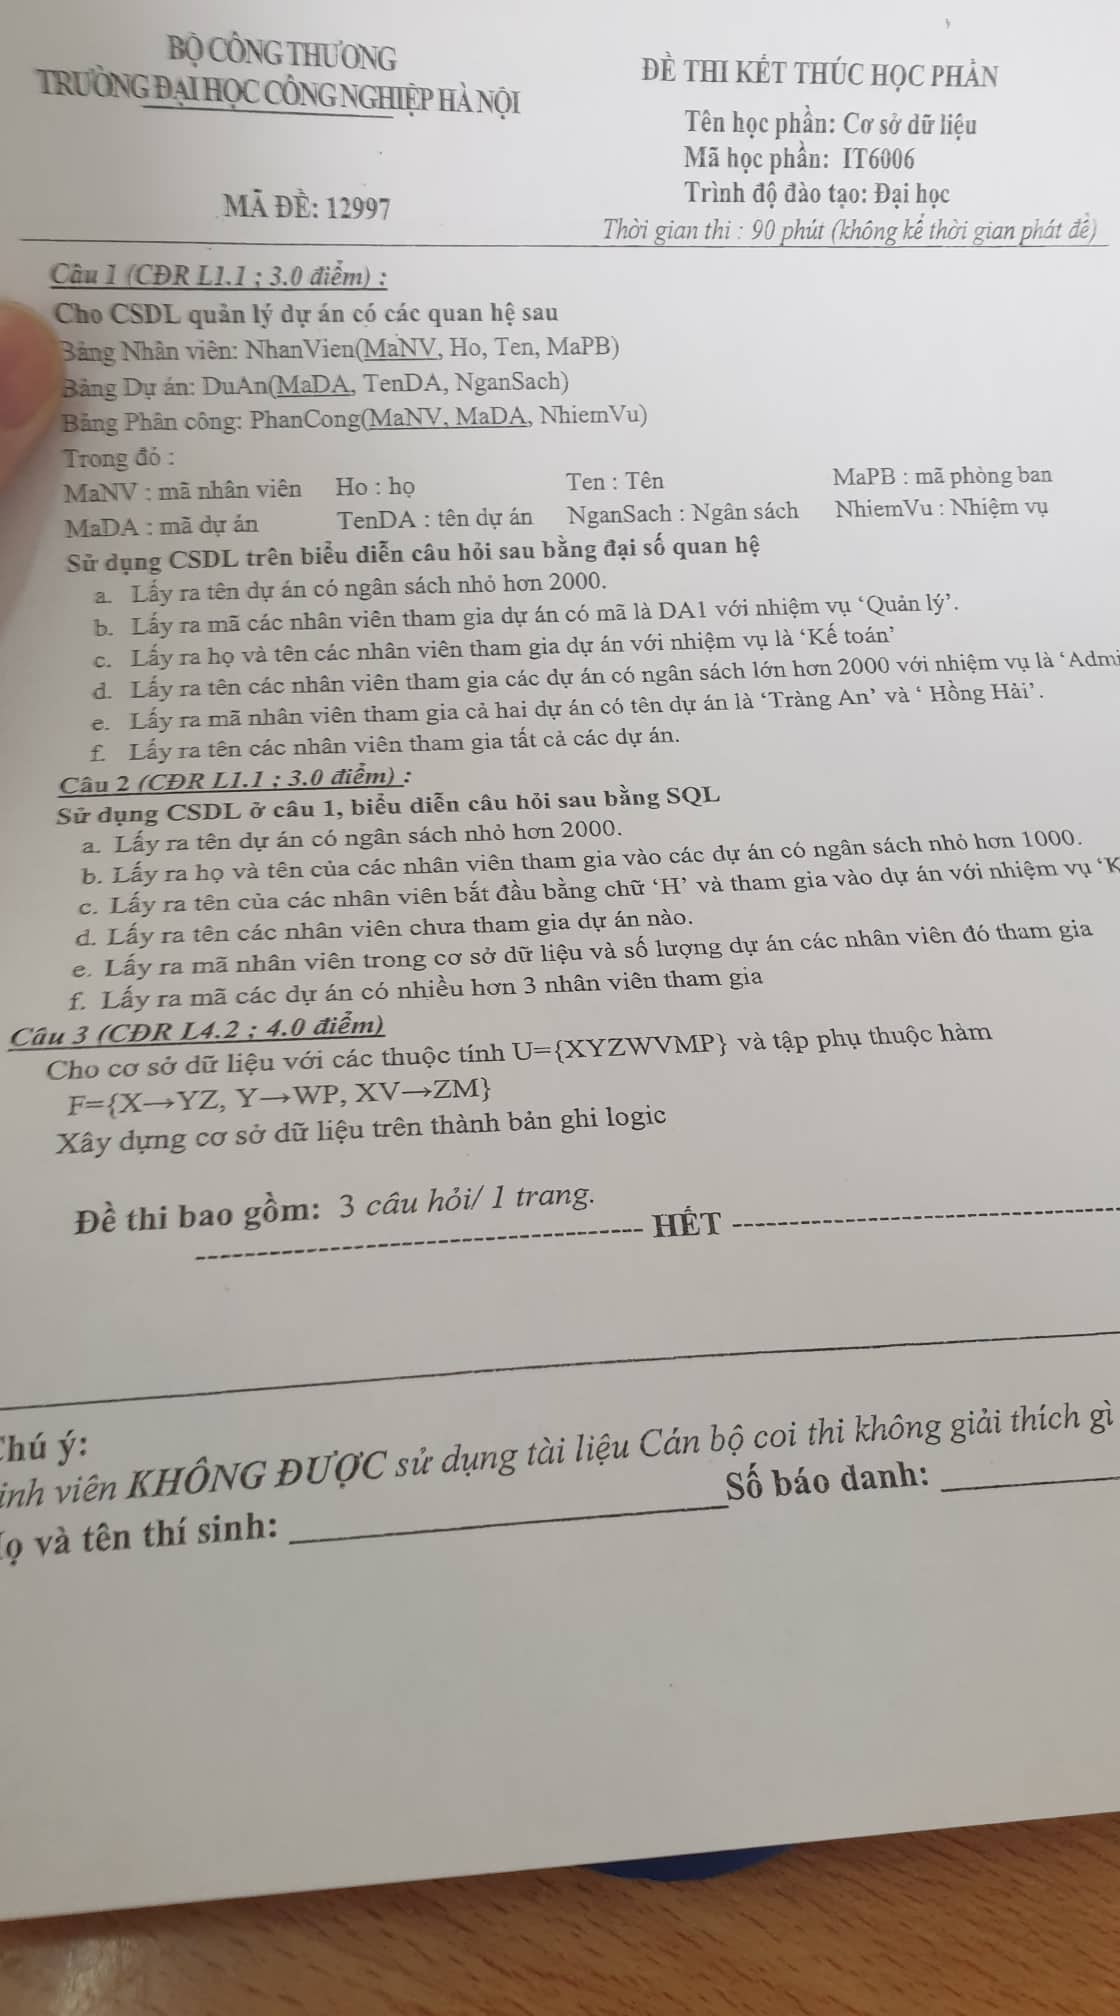 BỘ CÔNG THƯƠNG
TRƯỜNG ĐẠI HỌC CÔNG NGHIỆP HÀ NỘI
MÃ ĐỀ: 12997
ĐỀ THI KẾT THÚC HỌC PHẦN
Tên học phần: Cơ sở dữ liệu
Mã học phần: IT6006
Trình độ đào tạo: Đại học
Thời gian thi : 90 phút (không kể thời gian phát đề)
Câu 1 (CĐR L1.1 ; 3.0 điểm) :
Cho CSDL quản lý dự án có các quan hệ sau
Bảng Nhân viên: NhanVien(MaNV, Ho, Ten, MaPB)
Bảng Dự án: DuAn(MaDA, TenDA, NganSach)
Bảng Phân công: PhanCong(MaNV, MaDA, NhiemVu)
Trong đó :
MaNV : mã nhân viên Ho : họ Ten : Tên MaPB : mã phòng ban
MaDA : mã dự án TenDA : tên dự án NganSach : Ngân sách NhiemVu : Nhiệm vụ
Sử dụng CSDL trên biểu diễn câu hỏi sau bằng đại số quan hệ
a. Lấy ra tên dự án có ngân sách nhỏ hơn 2000.
b. Lấy ra mã các nhân viên tham gia dự án có mã là DA1 với nhiệm vụ ‘Quản lý’.
c. Lấy ra họ và tên các nhân viên tham gia dự án với nhiệm vụ là ‘Kế toán’
d. Lấy ra tên các nhân viên tham gia các dự án có ngân sách lớn hơn 2000 với nhiệm vụ là ‘Admi
e. Lấy ra mã nhân viên tham gia cả hai dự án có tên dự án là ‘Tràng An’ và ‘ Hồng Hải’.
f. Lấy ra tên các nhân viên tham gia tất cả các dự án.
Câu 2 (CĐR L1.1 ; 3.0 điểm) :
Sử dụng CSDL ở câu 1, biểu diễn câu hỏi sau bằng SQL
a. Lấy ra tên dự án có ngân sách nhỏ hơn 2000.
b. Lấy ra họ và tên của các nhân viên tham gia vào các dự án có ngân sách nhỏ hơn 1000.
c. Lấy ra tên của các nhân viên bắt đầu bằng chữ ‘H’ và tham gia vào dự án với nhiệm vụ ‘K
d. Lấy ra tên các nhân viên chưa tham gia dự án nào.
e. Lấy ra mã nhân viên trong cơ sở dữ liệu và số lượng dự án các nhân viên đó tham gia
f. Lấy ra mã các dự án có nhiều hơn 3 nhân viên tham gia
Câu 3 (CĐR L4.2 ; 4.0 điểm)
Cho cơ sở dữ liệu với các thuộc tính U={XYZWVMP} và tập phụ thuộc hàm
F={X→YZ, Y→WP, XV→ZM}
Xây dựng cơ sở dữ liệu trên thành bản ghi logic
Đề thi bao gồm: 3 câu hỏi/ 1 trang.
HẾT
Chú ý:
inh viên KHÔNG ĐƯỢC sử dụng tài liệu Cán bộ coi thi không giải thích gì
Họ và tên thí sinh: Số báo danh: